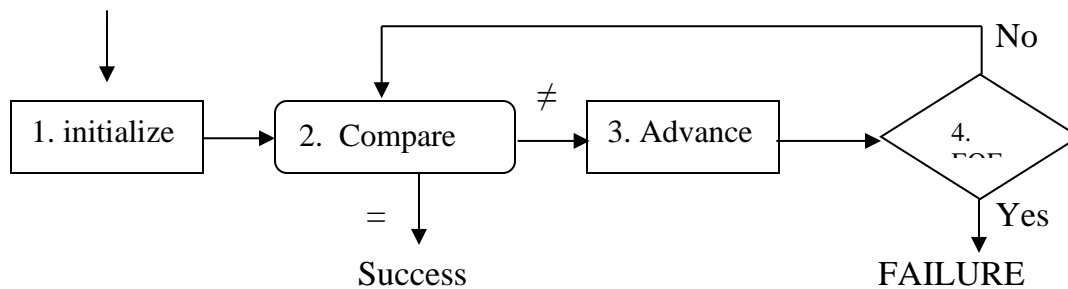 No
≠
1. initialize
2. Compare
3. Advance
4.
=
Yes
Success
FAILURE